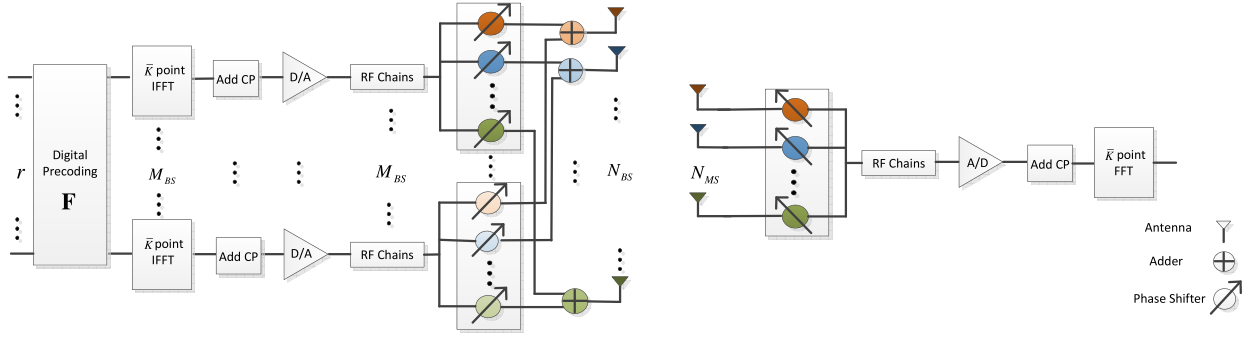 K̄ point
IFFT
Add CP
D/A
RF Chains
r
Digital
Precoding
F
M_BS
M_BS
N_BS
K̄ point
IFFT
Add CP
D/A
RF Chains
N_MS
RF Chains
A/D
Add CP
K̄ point
FFT
Antenna
Adder
Phase Shifter